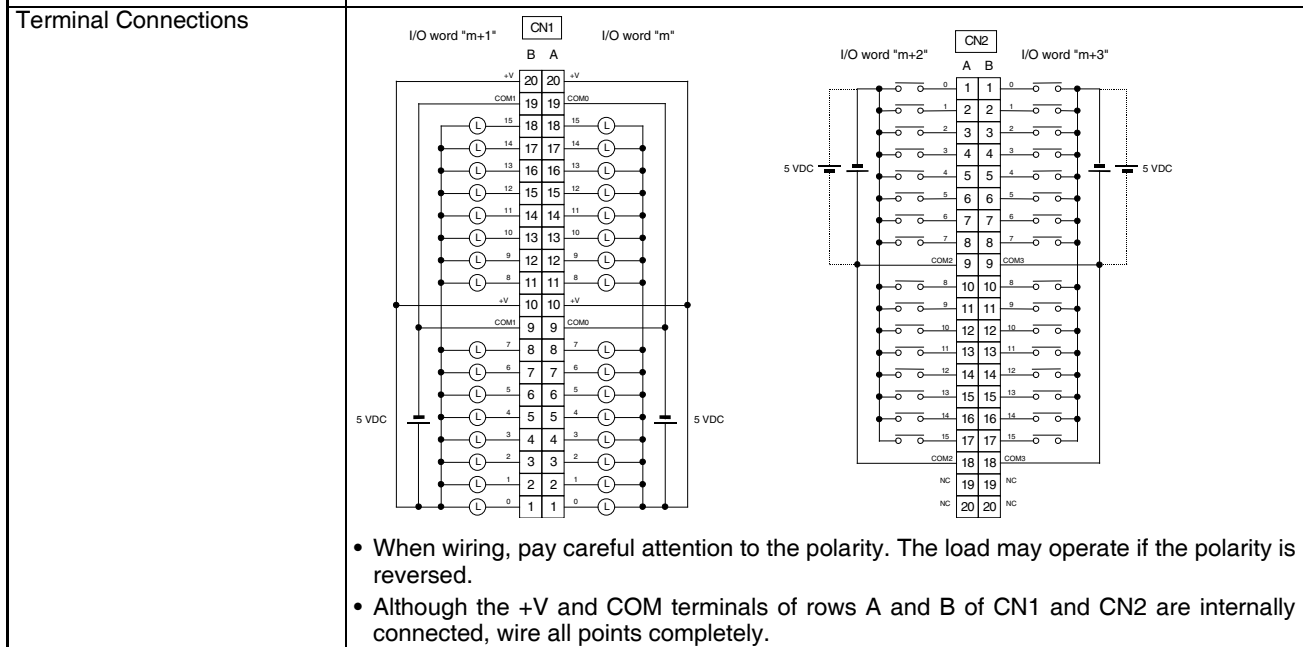 Terminal Connections
I/O word "m+1" CN1 I/O word "m"
B A
+V 20 20 +V
COM1 19 19 COM0
L 15 18 18 15 L
L 14 17 17 14 L
L 13 16 16 13 L
L 12 15 15 12 L
L 11 14 14 11 L
L 10 13 13 10 L
L 9 12 12 9 L
L 8 11 11 8 L
+V 10 10 +V
COM1 9 9 COM0
L 7 8 8 7 L
L 6 7 7 6 L
L 5 6 6 5 L
5 VDC L 4 5 5 4 L 5 VDC
L 3 4 4 3 L
L 2 3 3 2 L
L 1 2 2 1 L
L 0 1 1 0 L
I/O word "m+2" CN2 I/O word "m+3"
A B
0 1 1 0
1 2 2 1
2 3 3 2
3 4 4 3
5 VDC 4 5 5 4 5 VDC
5 6 6 5
6 7 7 6
7 8 8 7
COM2 9 9 COM3
8 10 10 8
9 11 11 9
10 12 12 10
11 13 13 11
12 14 14 12
13 15 15 13
14 16 16 14
15 17 17 15
COM2 18 18 COM3
NC 19 19 NC
NC 20 20 NC
• When wiring, pay careful attention to the polarity. The load may operate if the polarity is
reversed.
• Although the +V and COM terminals of rows A and B of CN1 and CN2 are internally
connected, wire all points completely.